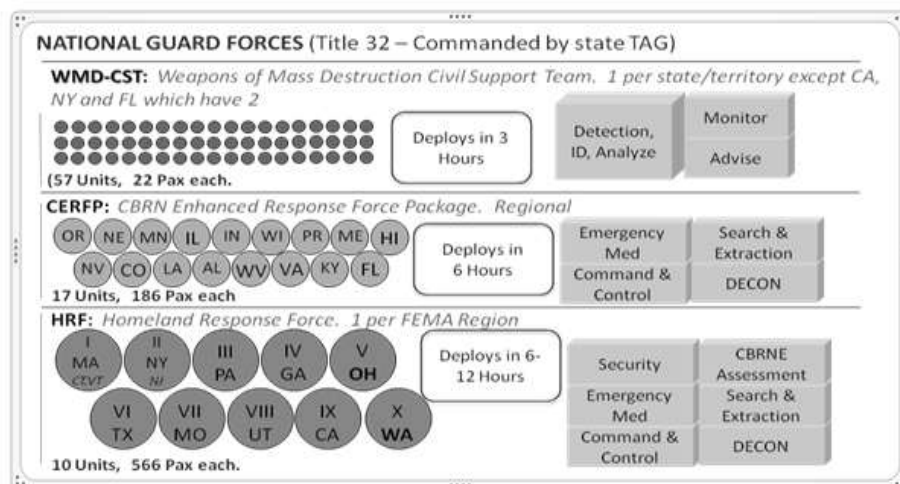 NATIONAL GUARD FORCES (Title 32 – Commanded by state TAG)
WMD-CST: Weapons of Mass Destruction Civil Support Team. 1 per state/territory except CA,
NY and FL which have 2
Deploys in 3
Hours
Detection,
ID, Analyze
Monitor
Advise
(57 Units, 22 Pax each.
CERFP: CBRN Enhanced Response Force Package. Regional
OR NE MN IL IN WI PR ME HI
NV CO LA AL WV VA KY FL
Deploys in
6 Hours
Emergency
Med
Search &
Extraction
Command &
Control
DECON
17 Units, 186 Pax each
HRF: Homeland Response Force. 1 per FEMA Region
I
MA
CTVT
II
NY
NJ
III
PA
IV
GA
V
OH
VI
TX
VII
MO
VIII
UT
IX
CA
X
WA
Deploys in 6-
12 Hours
Security
CBRNE
Assessment
Emergency
Med
Search &
Extraction
Command &
Control
DECON
10 Units, 566 Pax each.